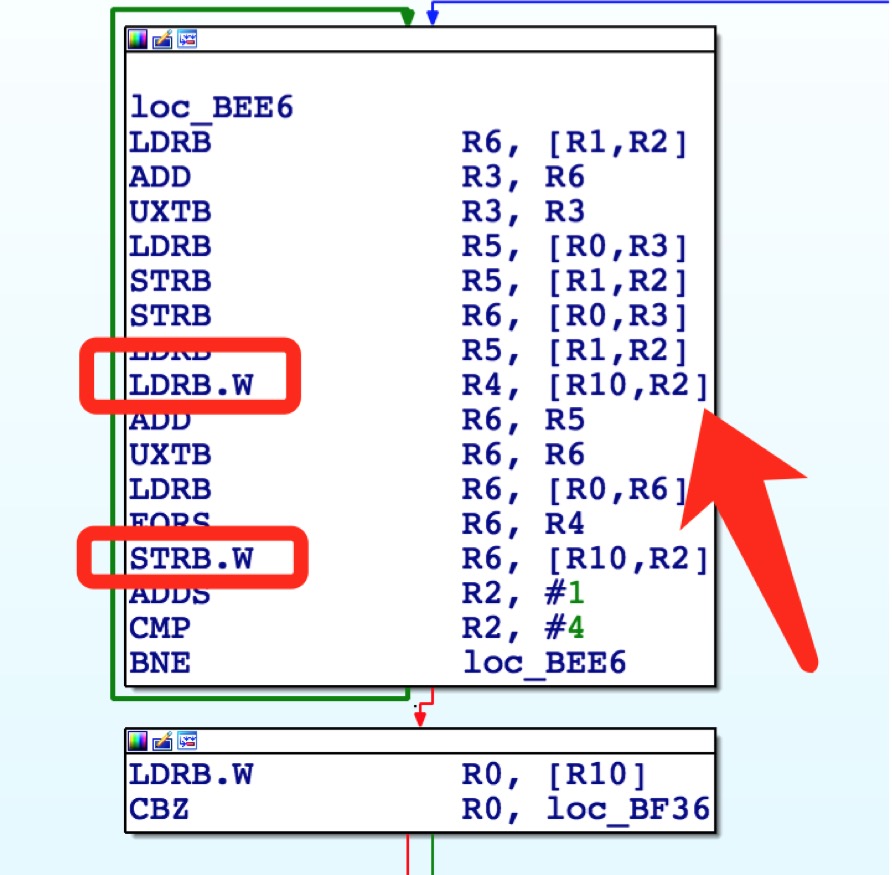 loc_BEE6
LDRB R6, [R1,R2]
ADD R3, R6
UXTB R3, R3
LDRB R5, [R0,R3]
STRB R5, [R1,R2]
STRB R6, [R0,R3]
LDRB R5, [R1,R2]
LDRB.W R4, [R10,R2]
ADD R6, R5
UXTB R6, R6
LDRB R6, [R0,R6]
EORS R6, R4
STRB.W R6, [R10,R2]
ADDS R2, #1
CMP R2, #4
BNE loc_BEE6
LDRB.W R0, [R10]
CBZ R0, loc_BF36